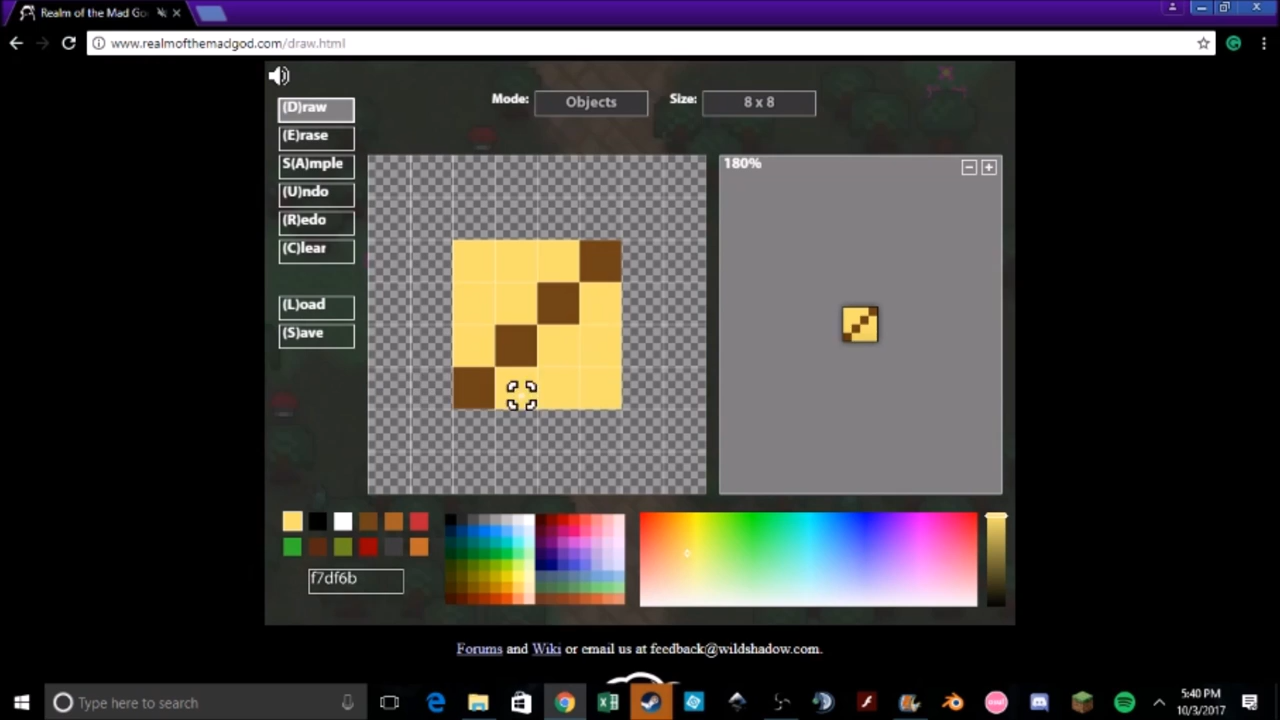 Realm of the Mad Go
www.realmofthemadgod.com/draw.html
Mode: Objects Size: 8 x 8
(D)raw
(E)rase
S(A)mple
(U)ndo
(R)edo
(C)lear
(L)oad
(S)ave
180%
f7df6b
Forums and Wiki or email us at feedback@wildshadow.com.
Type here to search
5:40 PM
10/3/2017